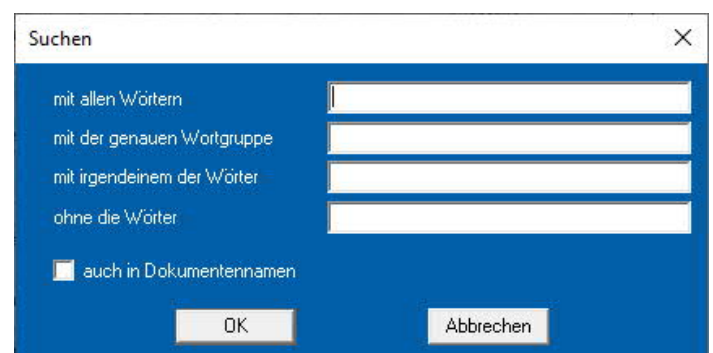 Suchen
mit allen Wörtern
mit der genauen Wortgruppe
mit irgendeinem der Wörter
ohne die Wörter
auch in Dokumentennamen
OK Abbrechen